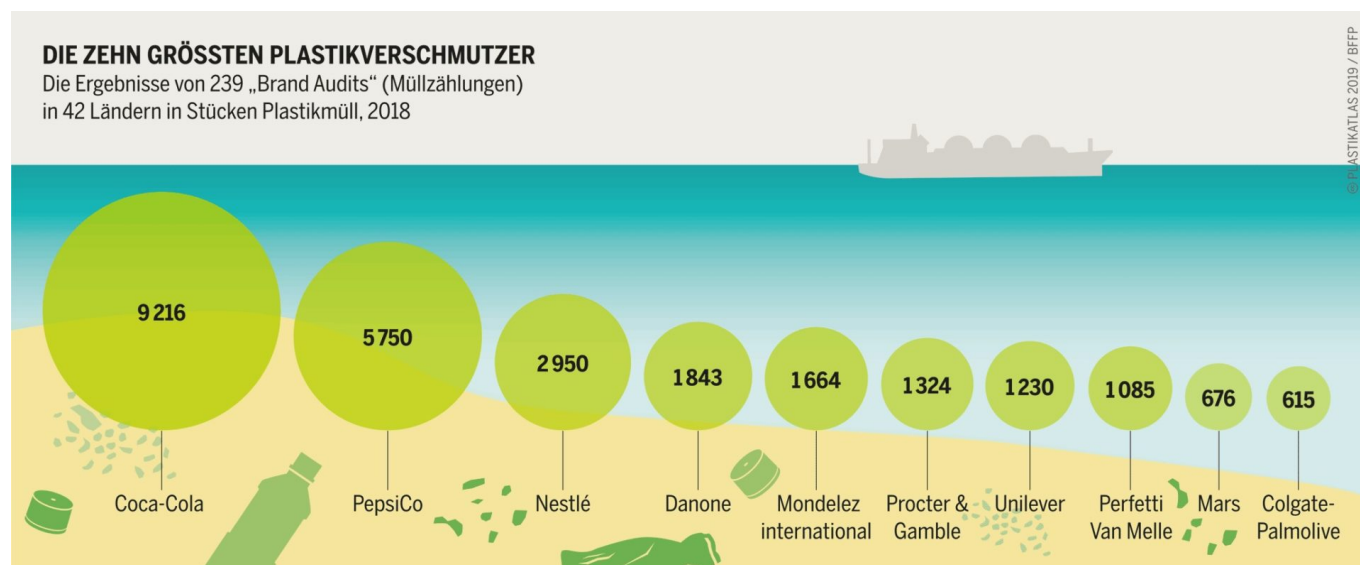 DIE ZEHN GRÖSSTEN PLASTIKVERSCHMUTZER
Die Ergebnisse von 239 „Brand Audits“ (Müllzählungen)
in 42 Ländern in Stücken Plastikmüll, 2018
PLASTIKATLAS 2019 / BFFP
9 216
5 750
2 950
1 843
1 664
1 324
1 230
1 085
676
615
Coca-Cola
PepsiCo
Nestlé
Danone
Mondelez
international
Procter &
Gamble
Unilever
Perfetti
Van Melle
Mars
Colgate-
Palmolive